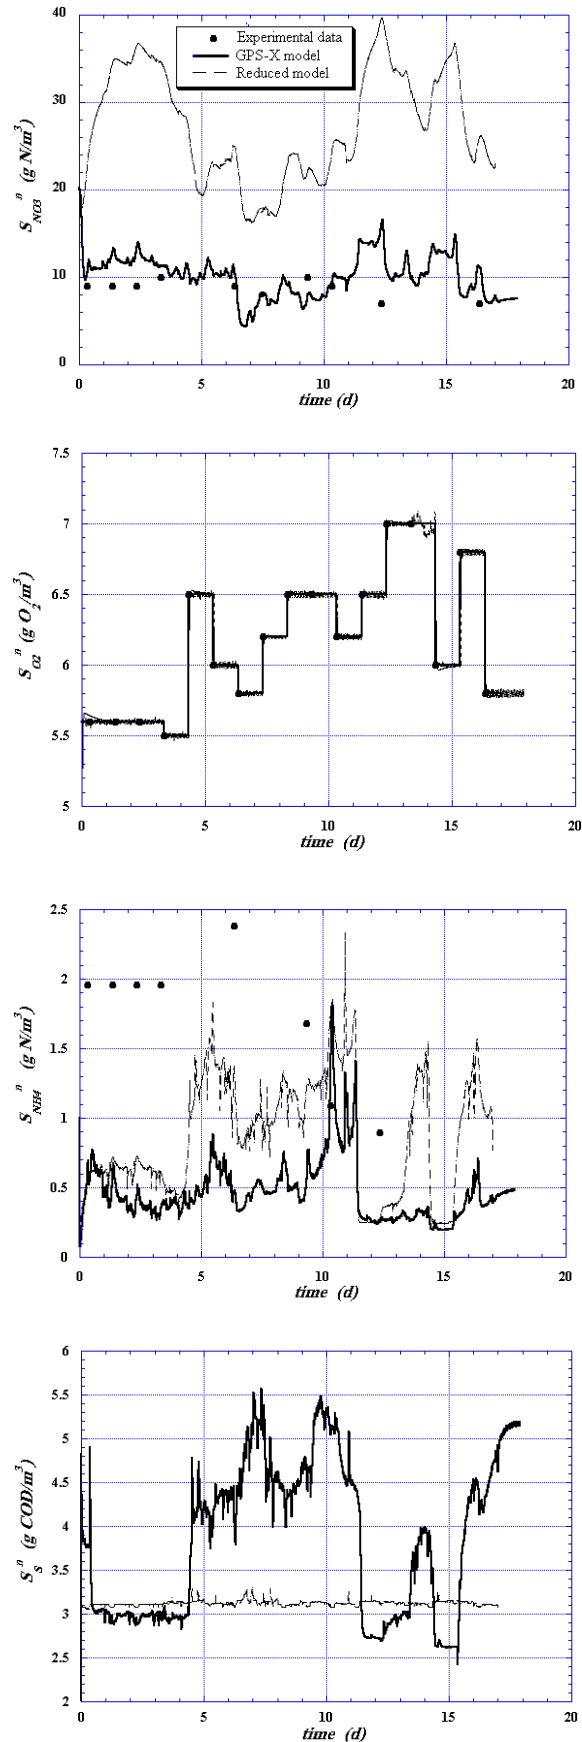 40
Experimental data
GPS-X model
Reduced model
30
20
10
0
S_NO3^n (g N/m^3)
0 5 10 15 20
time (d)
7.5
7
6.5
6
5.5
5
S_O2^n (g O_2/m^3)
0 5 10 15 20
time (d)
2.5
2
1.5
1
0.5
0
S_NH4^n (g N/m^3)
0 5 10 15 20
time (d)
6
5.5
5
4.5
4
3.5
3
2.5
2
S_S^n (g COD/m^3)
0 5 10 15 20
time (d)